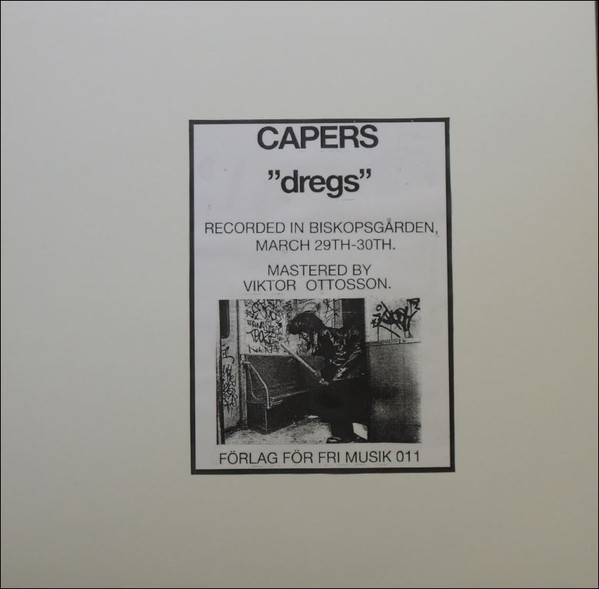 CAPERS
”dregs”
RECORDED IN BISKOPSGÅRDEN,
MARCH 29TH-30TH.
MASTERED BY
VIKTOR OTTOSSON.
FÖRLAG FÖR FRI MUSIK 011